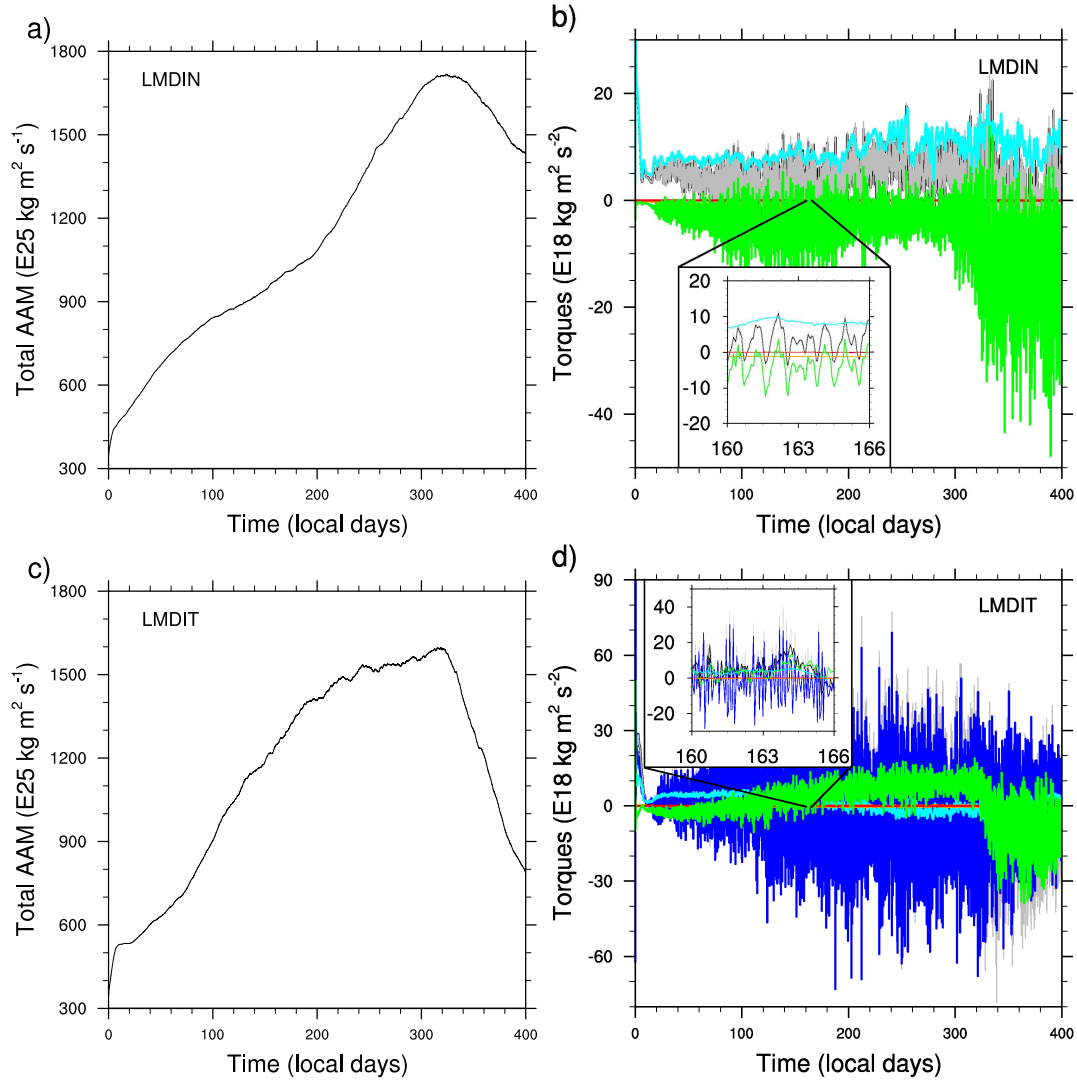 a)
LMDIN
Total AAM (E25 kg m² s⁻¹)
1800
1500
1200
900
600
300
0 100 200 300 400
Time (local days)
b)
LMDIN
Torques (E18 kg m² s⁻²)
20
0
-20
-40
20
10
0
-10
-20
160 163 166
0 100 200 300 400
Time (local days)
c)
LMDIT
Total AAM (E25 kg m² s⁻¹)
1800
1500
1200
900
600
300
0 100 200 300 400
Time (local days)
d)
LMDIT
Torques (E18 kg m² s⁻²)
90
60
30
0
-30
-60
40
20
0
-20
160 163 166
0 100 200 300 400
Time (local days)